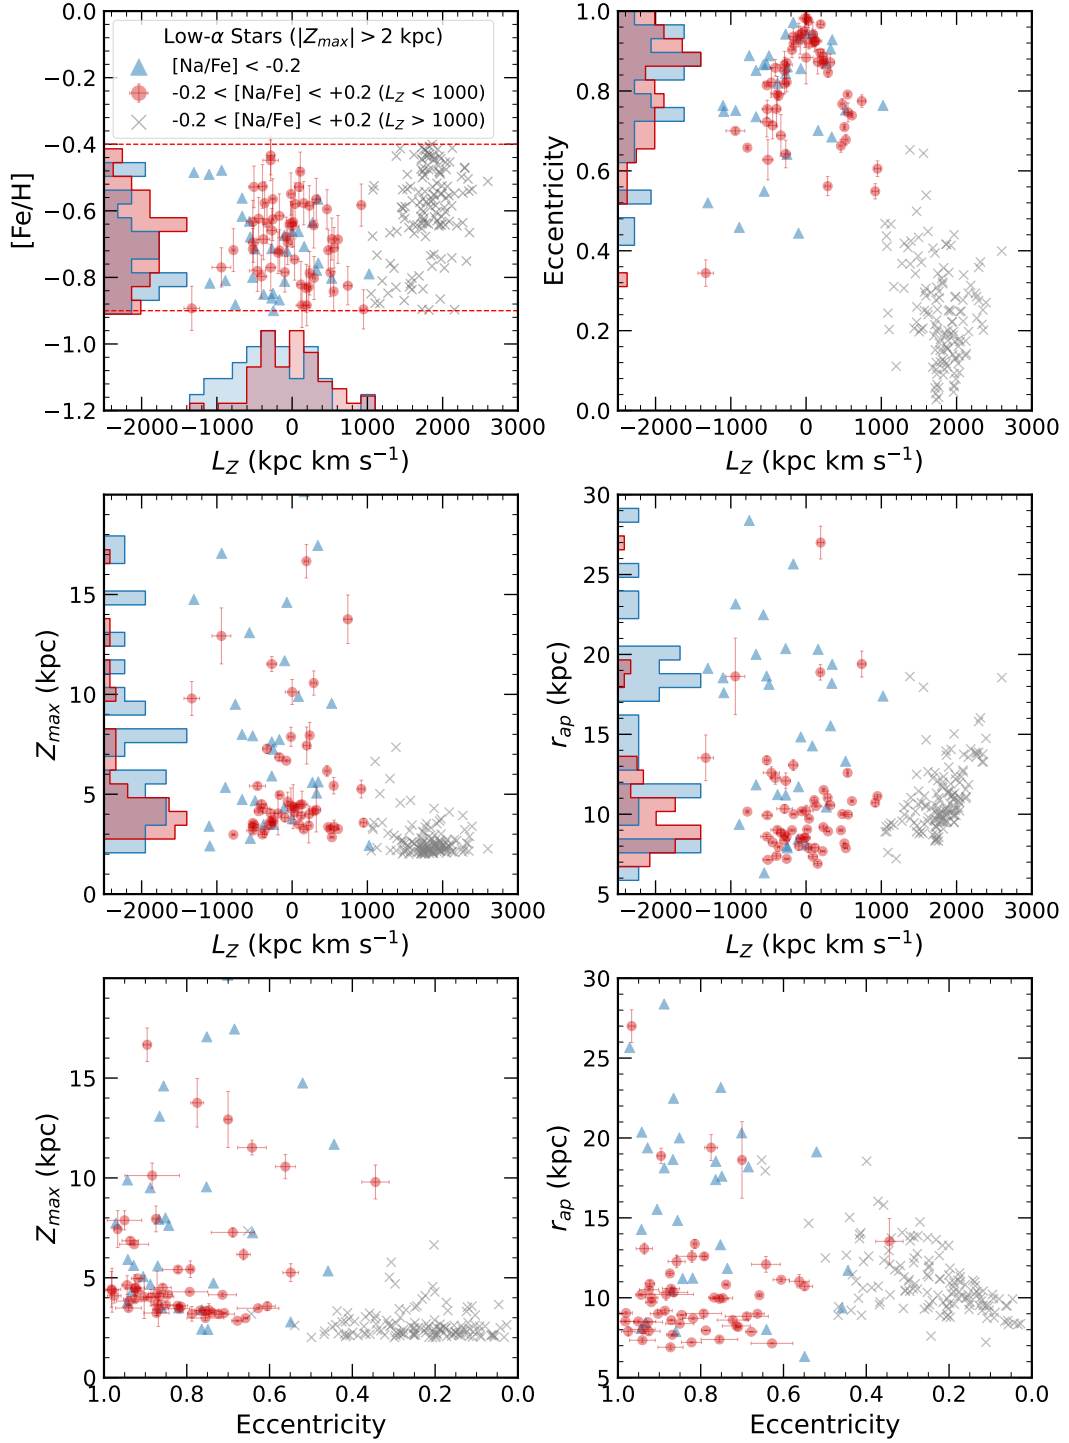 Low-α Stars (|Z_max| > 2 kpc)
[Na/Fe] < -0.2
-0.2 < [Na/Fe] < +0.2 (L_Z < 1000)
-0.2 < [Na/Fe] < +0.2 (L_Z > 1000)
[Fe/H]
0.0
−0.2
−0.4
−0.6
−0.8
−1.0
−1.2
−2000 −1000 0 1000 2000 3000
L_Z (kpc km s⁻¹)
Eccentricity
1.0
0.8
0.6
0.4
0.2
0.0
−2000 −1000 0 1000 2000 3000
L_Z (kpc km s⁻¹)
Z_max (kpc)
15
10
5
0
−2000 −1000 0 1000 2000 3000
L_Z (kpc km s⁻¹)
r_ap (kpc)
30
25
20
15
10
5
−2000 −1000 0 1000 2000 3000
L_Z (kpc km s⁻¹)
Z_max (kpc)
15
10
5
0
1.0 0.8 0.6 0.4 0.2 0.0
Eccentricity
r_ap (kpc)
30
25
20
15
10
5
1.0 0.8 0.6 0.4 0.2 0.0
Eccentricity